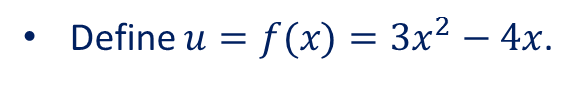 • Define u = f(x) = 3x² − 4x.